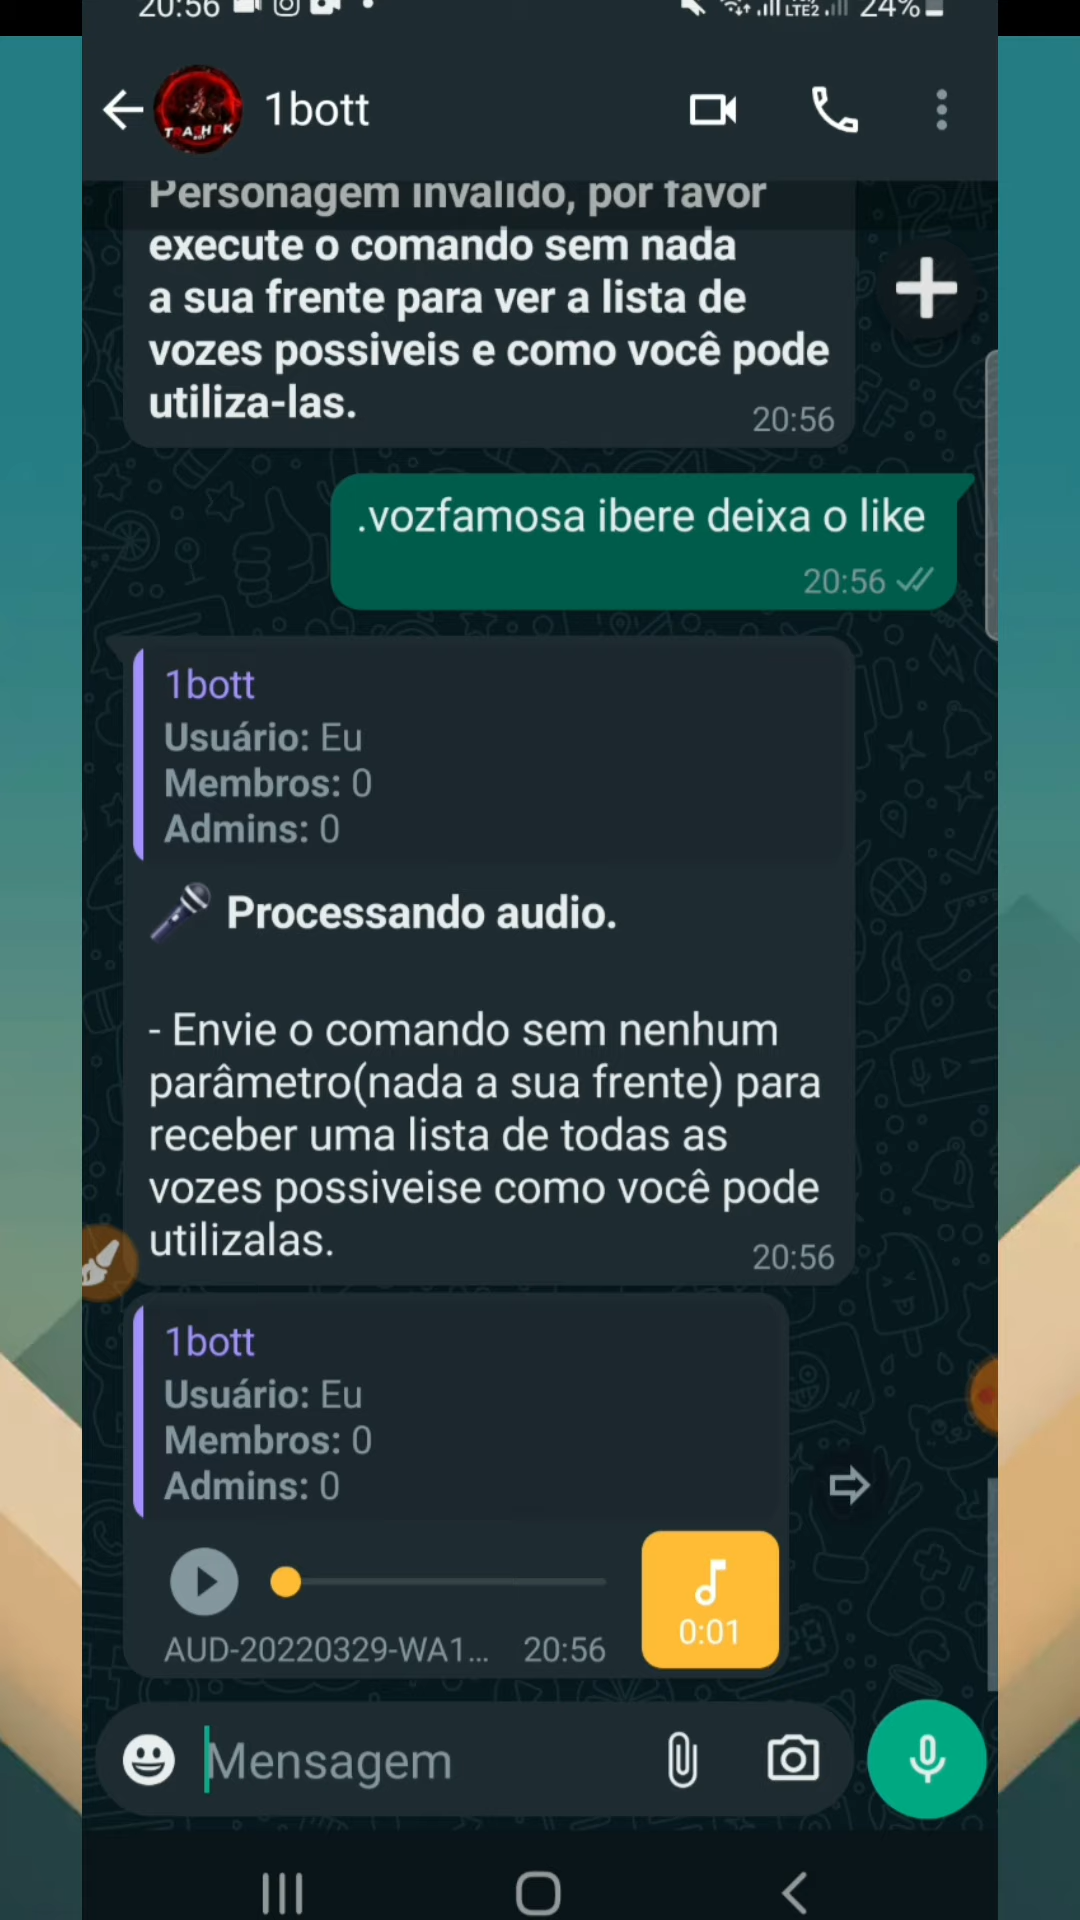 20:56
LTE2 24%
1bott
Personagem invalido, por favor
execute o comando sem nada
a sua frente para ver a lista de
vozes possiveis e como você pode
utiliza-las.
20:56
.vozfamosa ibere deixa o like
20:56
1bott
Usuário: Eu
Membros: 0
Admins: 0
Processando audio.
- Envie o comando sem nenhum
parâmetro(nada a sua frente) para
receber uma lista de todas as
vozes possiveise como você pode
utilizalas.
20:56
1bott
Usuário: Eu
Membros: 0
Admins: 0
0:01
AUD-20220329-WA1... 20:56
Mensagem